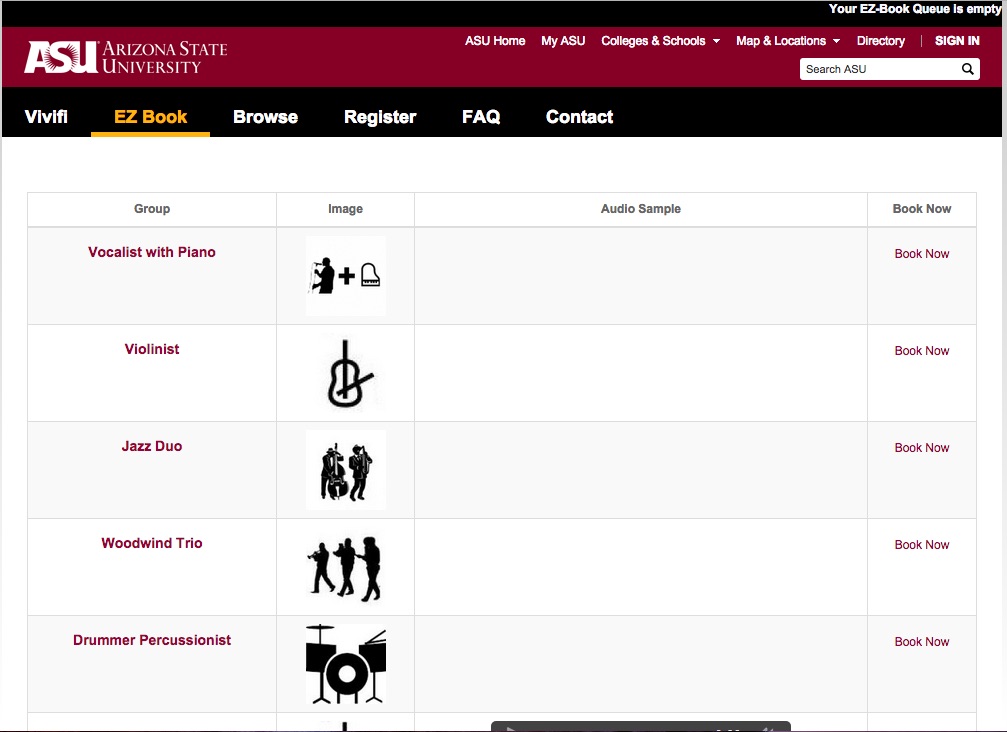 Your EZ-Book Queue is empty
ASU Home My ASU Colleges & Schools Map & Locations Directory | SIGN IN
ASU ARIZONA STATE
UNIVERSITY
Search ASU
Vivifi EZ Book Browse Register FAQ Contact
Group Image Audio Sample Book Now
Vocalist with Piano Book Now
Violinist Book Now
Jazz Duo Book Now
Woodwind Trio Book Now
Drummer Percussionist Book Now